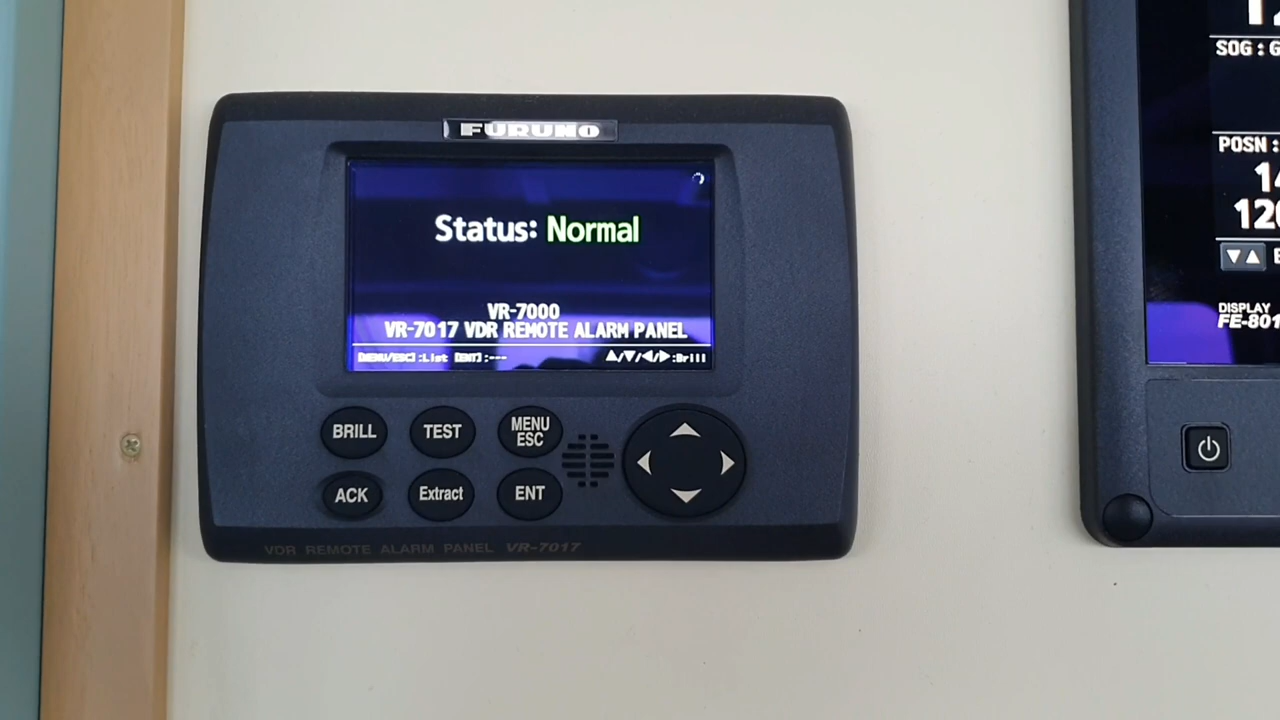 FURUNO
Status: Normal
VR-7000
VR-7017 VDR REMOTE ALARM PANEL
[MENU/ESC]:List [ENT]:---
▲/▼/◀/▶:Brill
BRILL
TEST
MENU
ESC
ACK
Extract
ENT
VDR REMOTE ALARM PANEL VR-7017
SOG : G
POSN :
14
120
▼▲
DISPLAY
FE-801